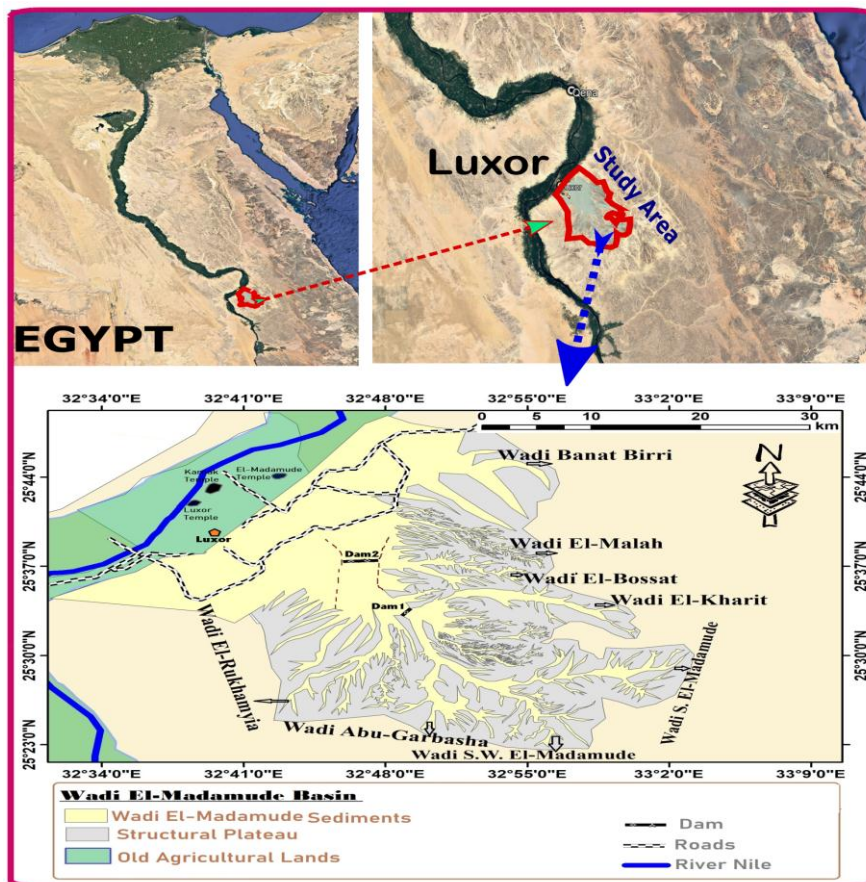 EGYPT
Qena
Luxor
Luxor
Study Area
32°34'0"E 32°41'0"E 32°48'0"E 32°55'0"E 33°2'0"E 33°9'0"E
0 5 10 20 30
km
25°44'0"N
25°37'0"N
25°30'0"N
25°23'0"N
25°44'0"N
25°37'0"N
25°30'0"N
25°23'0"N
N
Karnak
Temple
El-Madamude
Temple
Luxor
Temple
Luxor
Dam2
Dam1
Wadi Banat Birri
Wadi El-Malah
Wadi El-Bossat
Wadi El-Kharit
Wadi S. El-Madamude
Wadi El-Rukhamyia
Wadi Abu-Garbasha
Wadi S.W. El-Madamude
32°34'0"E 32°41'0"E 32°48'0"E 32°55'0"E 33°2'0"E 33°9'0"E
Wadi El-Madamude Basin
Wadi El-Madamude Sediments
Structural Plateau
Old Agricultural Lands
Dam
Roads
River Nile